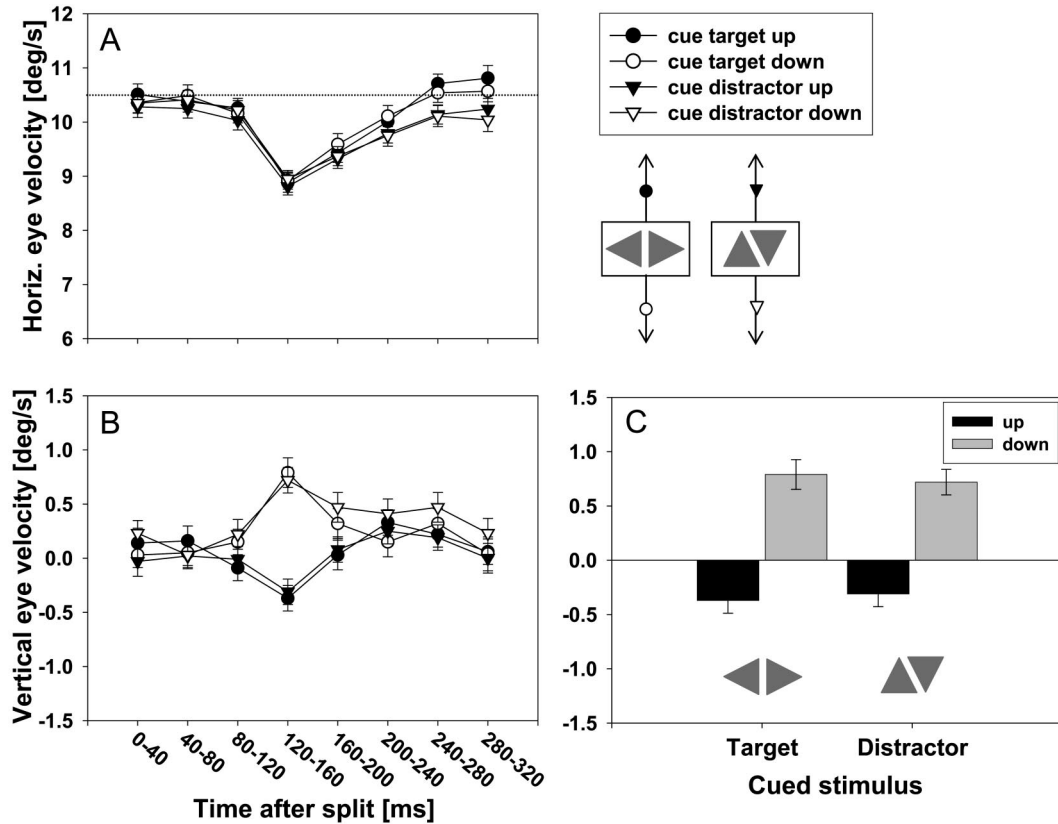 A
Horiz. eye velocity [deg/s]
12
11
10
9
8
7
6
cue target up
cue target down
cue distractor up
cue distractor down
B
Vertical eye velocity [deg/s]
1.5
1.0
0.5
0.0
-0.5
-1.0
-1.5
0-40
40-80
80-120
120-160
160-200
200-240
240-280
280-320
Time after split [ms]
C
up
down
1.5
1.0
0.5
0.0
-0.5
-1.0
-1.5
Target
Distractor
Cued stimulus